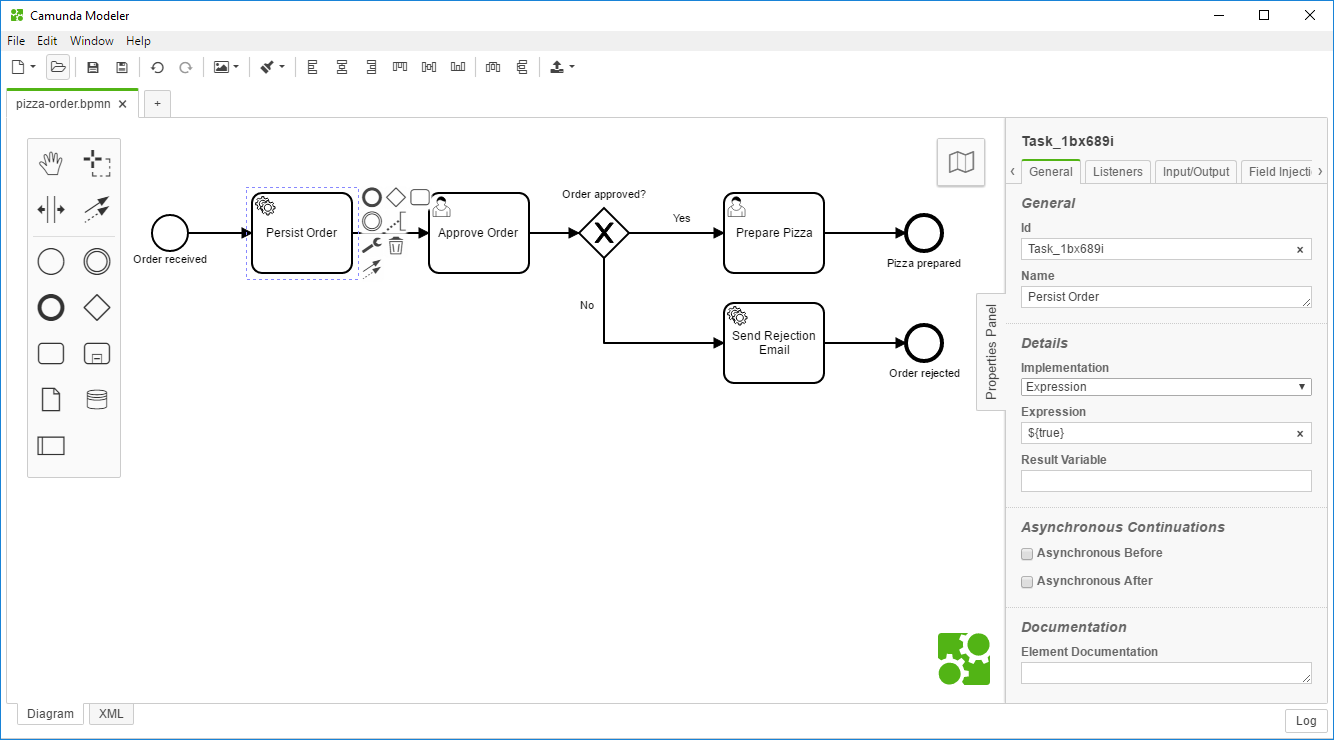 Camunda Modeler
File Edit Window Help
pizza-order.bpmn × +
Order received
Persist Order
Approve Order
Order approved?
Yes
No
Prepare Pizza
Pizza prepared
Send Rejection
Email
Order rejected
Properties Panel
Task_1bx689i
General Listeners Input/Output Field Injecti
General
Id
Task_1bx689i
Name
Persist Order
Details
Implementation
Expression
Expression
${true}
Result Variable
Asynchronous Continuations
Asynchronous Before
Asynchronous After
Documentation
Element Documentation
Diagram XML
Log